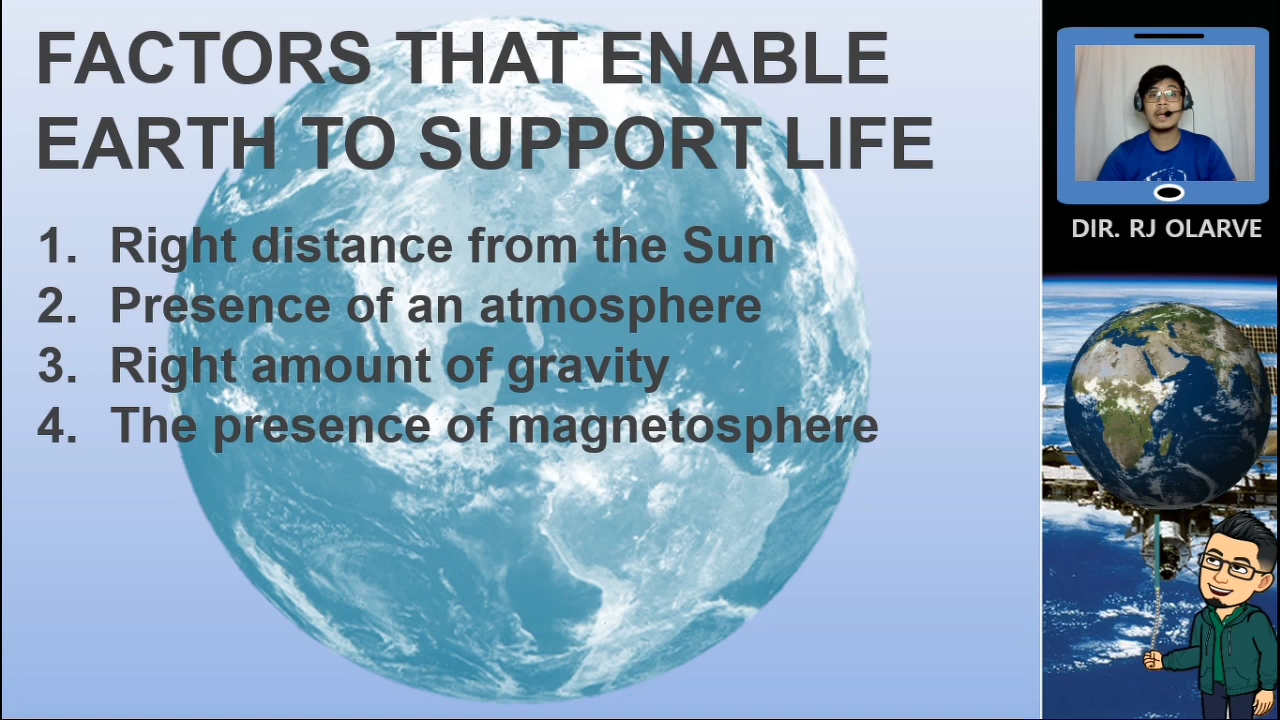 FACTORS THAT ENABLE
EARTH TO SUPPORT LIFE
1. Right distance from the Sun
2. Presence of an atmosphere
3. Right amount of gravity
4. The presence of magnetosphere
DIR. RJ OLARVE